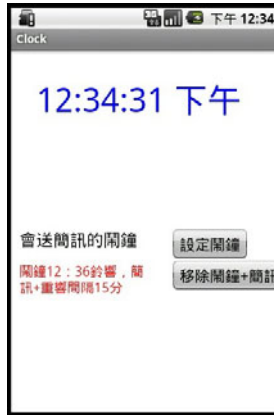 下午 12:34
Clock
12:34:31 下午
會送簡訊的鬧鐘
設定鬧鐘
鬧鐘12：36鈴響，簡
訊+重響間隔15分
移除鬧鐘+簡訊